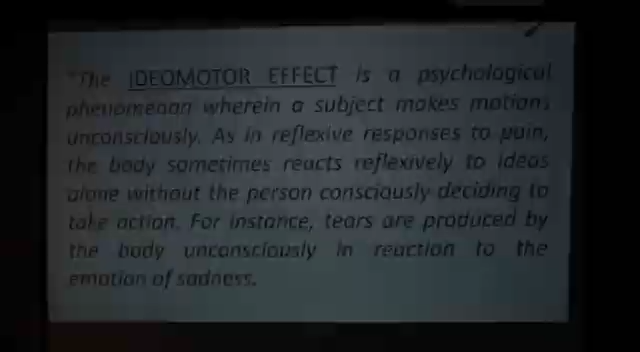 "The IDEOMOTOR EFFECT is a psychological
phenomenon wherein a subject makes motions
unconsciously. As in reflexive responses to pain,
the body sometimes reacts reflexively to ideas
alone without the person consciously deciding to
take action. For instance, tears are produced by
the body unconsciously in reaction to the
emotion of sadness.